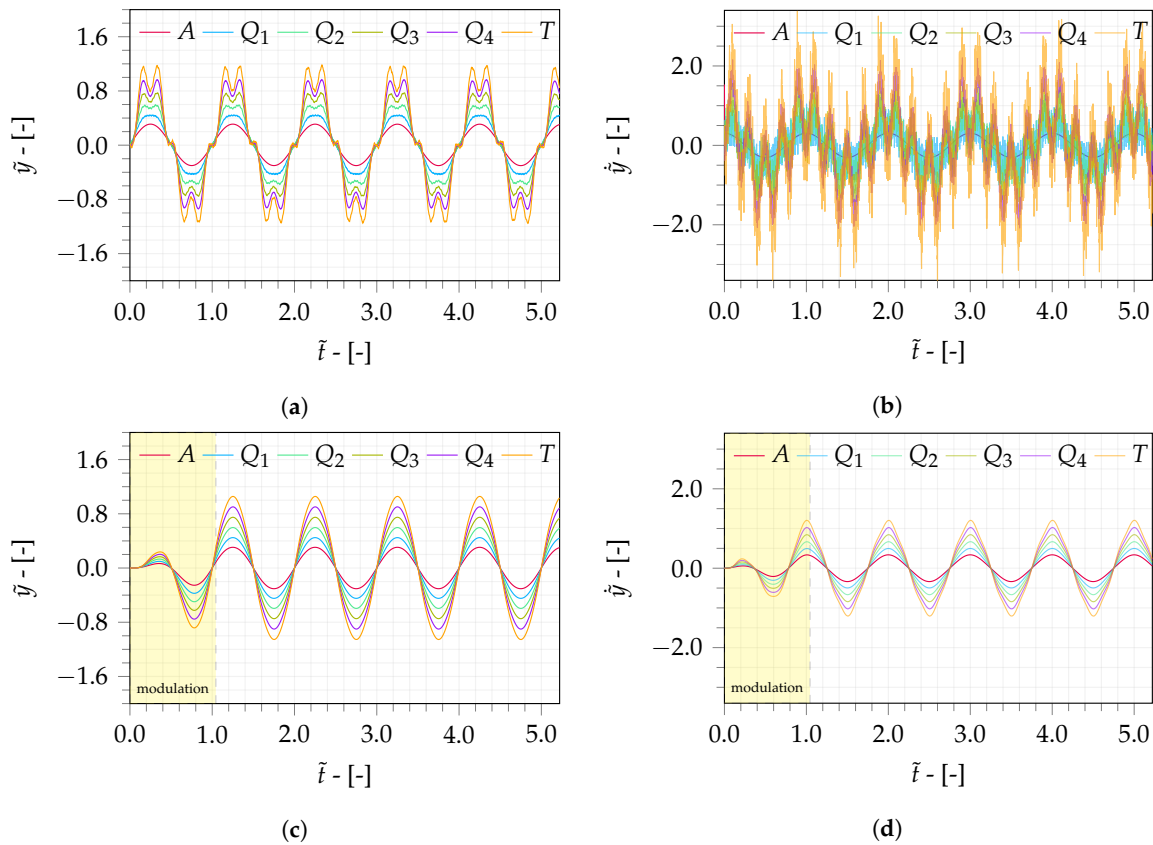 A Q₁ Q₂ Q₃ Q₄ T
1.6
0.8
0.0
−0.8
−1.6
ỹ - [-]
0.0 1.0 2.0 3.0 4.0 5.0
t̃ - [-]
(a)
A Q₁ Q₂ Q₃ Q₄ T
2.0
0.0
−2.0
ẏ̃ - [-]
0.0 1.0 2.0 3.0 4.0 5.0
t̃ - [-]
(b)
A Q₁ Q₂ Q₃ Q₄ T
1.6
0.8
0.0
−0.8
−1.6
ỹ - [-]
modulation
0.0 1.0 2.0 3.0 4.0 5.0
t̃ - [-]
(c)
A Q₁ Q₂ Q₃ Q₄ T
2.0
0.0
−2.0
ẏ̃ - [-]
modulation
0.0 1.0 2.0 3.0 4.0 5.0
t̃ - [-]
(d)